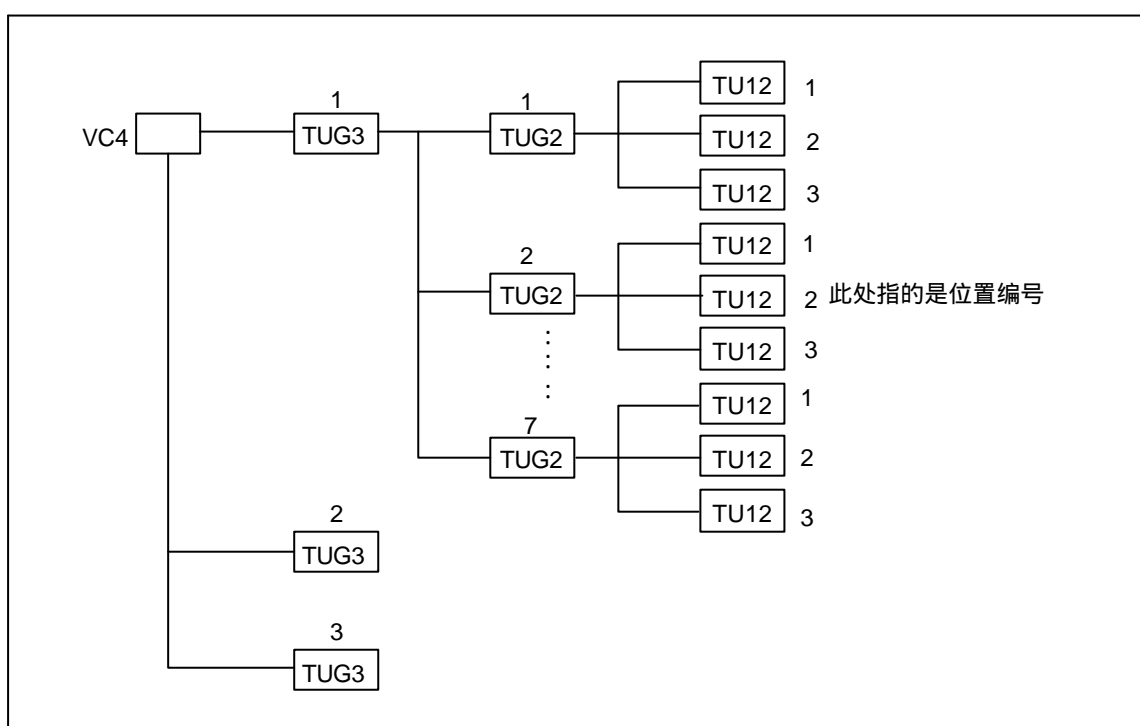 TU12 1
1 1
VC4 TUG3 TUG2 TU12 2
TU12 3
TU12 1
2
TUG2 TU12 2 此处指的是位置编号
TU12 3
TU12 1
7
TUG2 TU12 2
TU12 3
2
TUG3
3
TUG3